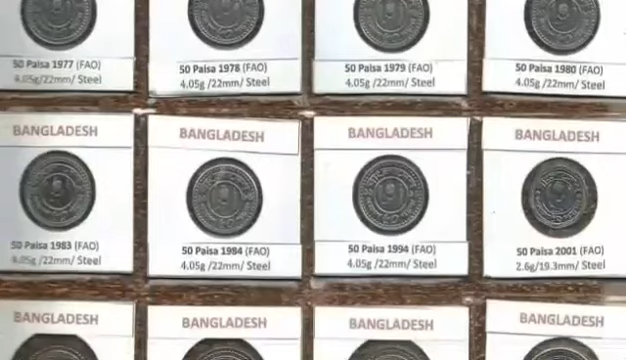 50 Paisa 1977 (FAO)
4.05g/22mm/ Steel
50 Paisa 1978 (FAO)
4.05g /22mm/ Steel
50 Paisa 1979 (FAO)
4.05g /22mm/ Steel
50 Paisa 1980 (FAO)
4.05g /22mm/ Steel
BANGLADESH
BANGLADESH
BANGLADESH
BANGLADESH
50 Paisa 1983 (FAO)
4.05g /22mm/ Steel
50 Paisa 1984 (FAO)
4.05g /22mm/ Steel
50 Paisa 1994 (FAO)
4.05g /22mm/ Steel
50 Paisa 2001 (FAO)
2.6g/19.3mm/ Steel
BANGLADESH
BANGLADESH
BANGLADESH
BANGLADESH